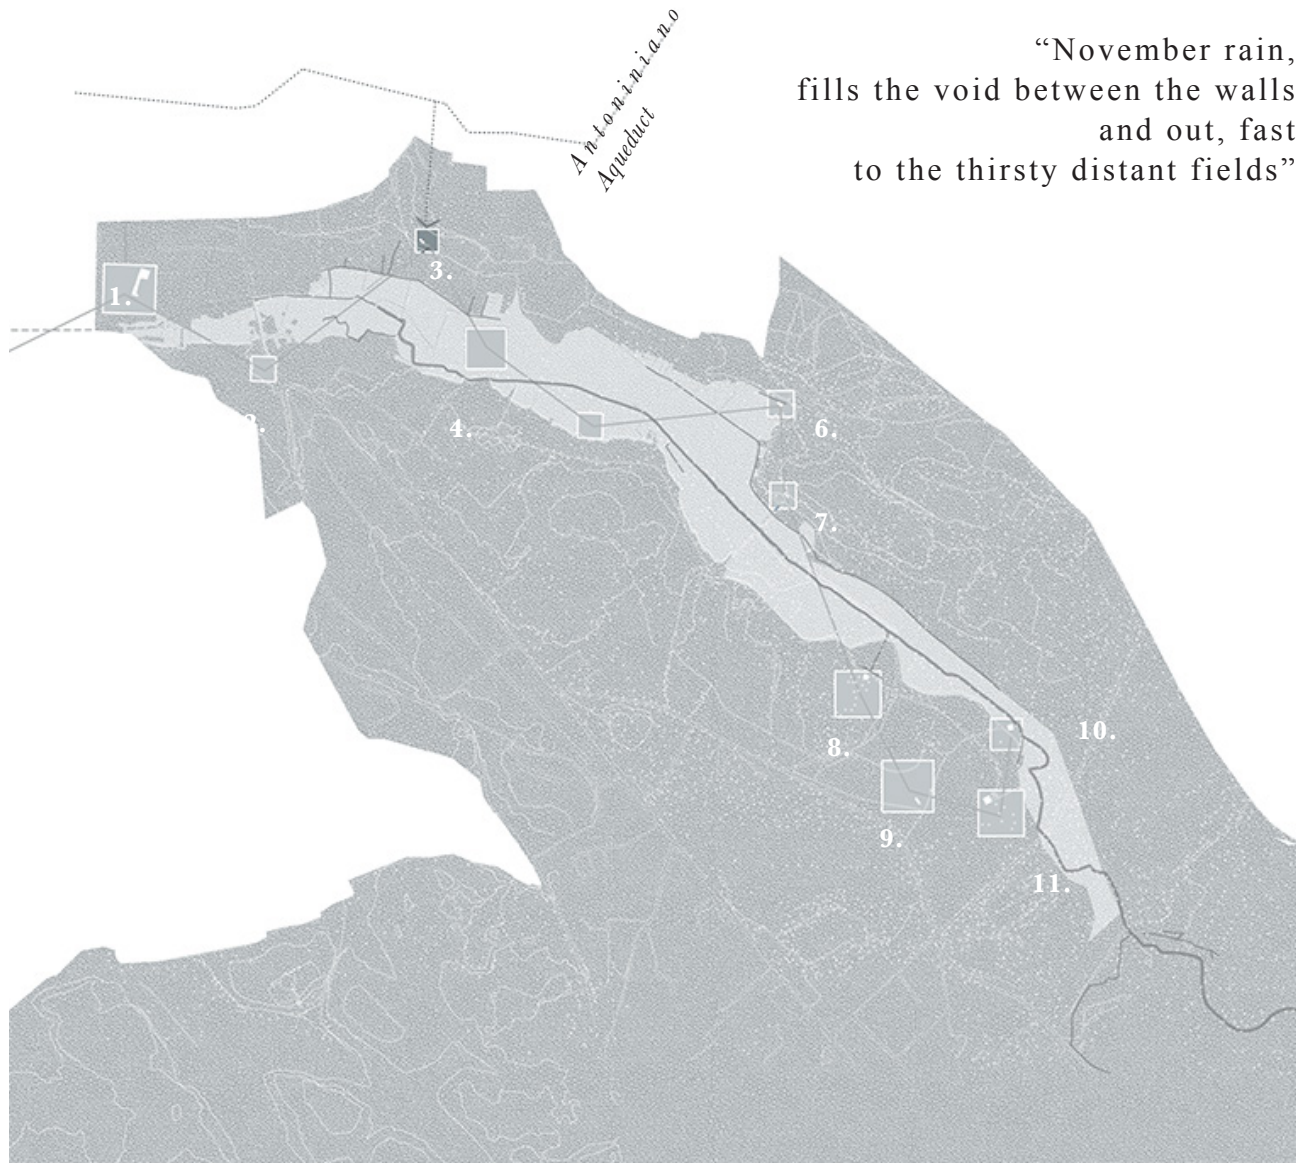 “November rain,
fills the void between the walls
and out, fast
to the thirsty distant fields”
Antoniniano
Aqueduct
1.
3.
4.
6.
7.
8.
9.
10.
11.